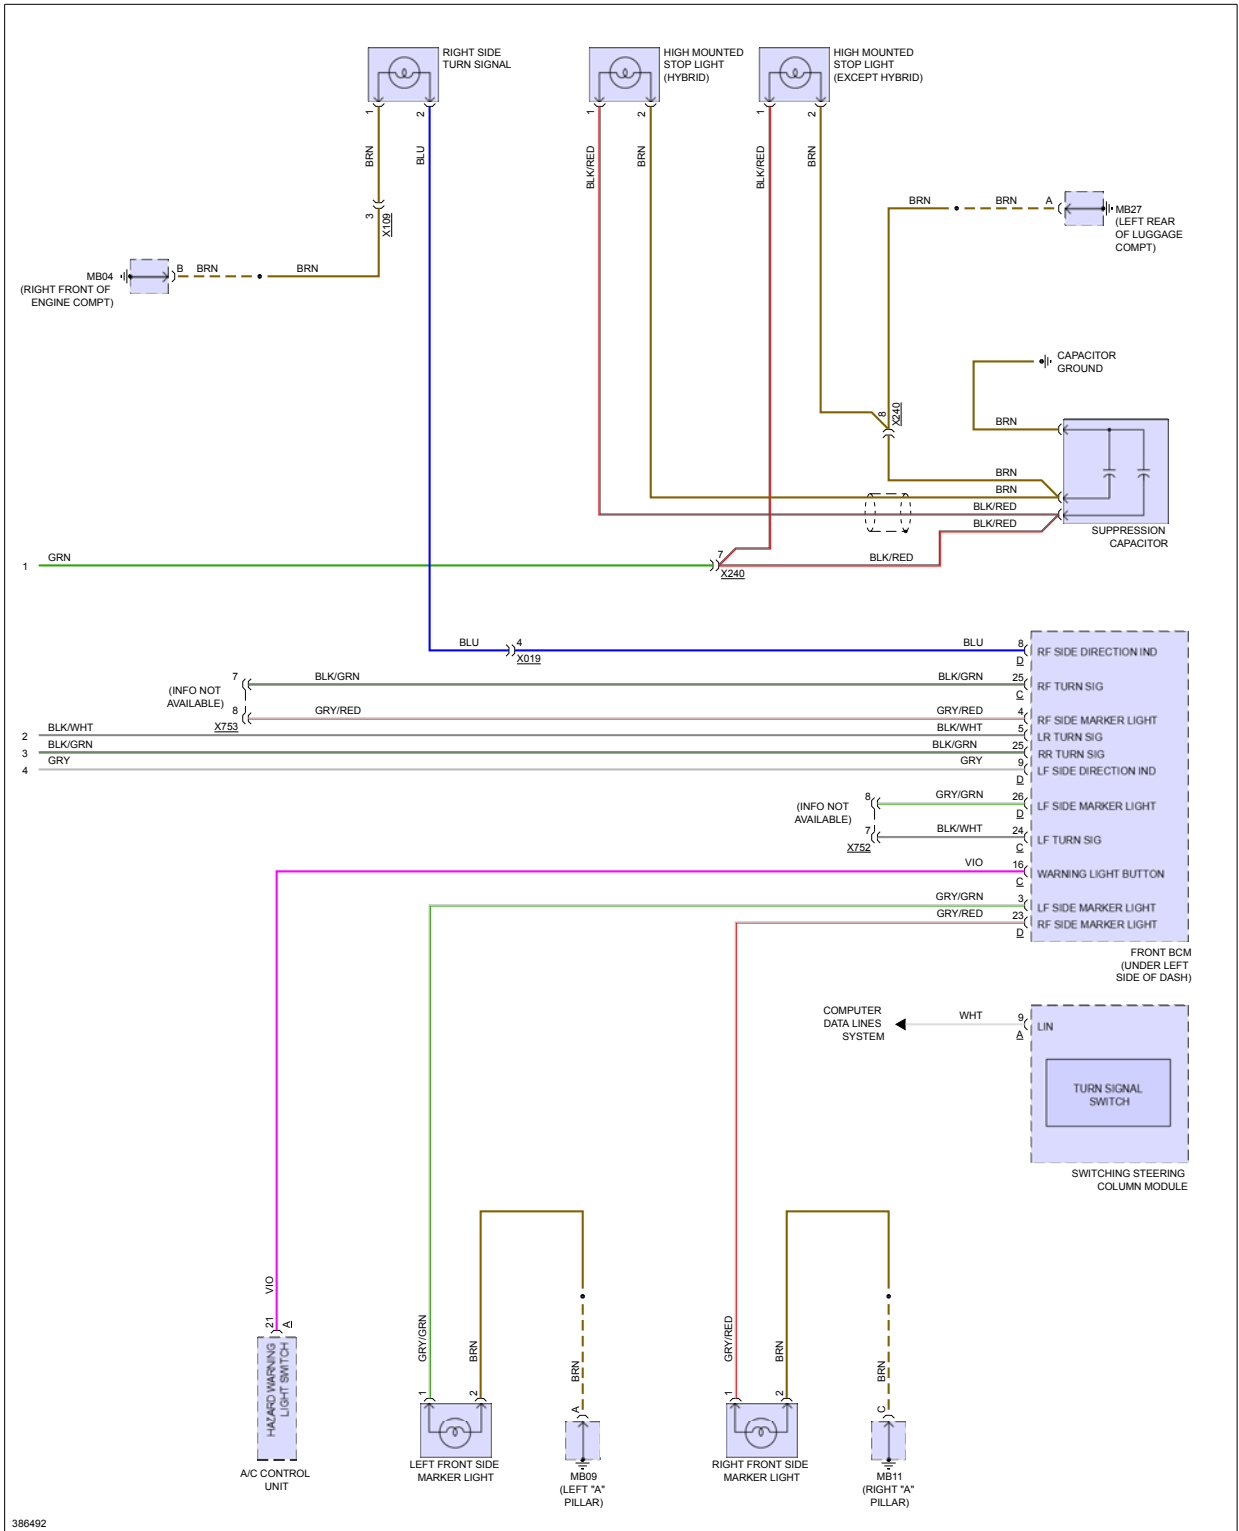 RIGHT SIDE
TURN SIGNAL
HIGH MOUNTED
STOP LIGHT
(HYBRID)
HIGH MOUNTED
STOP LIGHT
(EXCEPT HYBRID)
1
2
1
2
1
2
BRN
BLU
BLK/RED
BRN
BLK/RED
BRN
3
X109
BRN
BRN
A
MB27
(LEFT REAR
OF LUGGAGE
COMPT)
MB04
(RIGHT FRONT OF
ENGINE COMPT)
B
BRN
BRN
CAPACITOR
GROUND
8
X240
BRN
BRN
BRN
BLK/RED
BLK/RED
SUPPRESSION
CAPACITOR
1
GRN
7
X240
BLK/RED
BLU
4
X019
BLU
8
D
RF SIDE DIRECTION IND
(INFO NOT
AVAILABLE)
7
BLK/GRN
BLK/GRN
25
C
RF TURN SIG
8
X753
GRY/RED
GRY/RED
4
RF SIDE MARKER LIGHT
2
BLK/WHT
BLK/WHT
5
LR TURN SIG
3
BLK/GRN
BLK/GRN
25
RR TURN SIG
4
GRY
GRY
9
D
LF SIDE DIRECTION IND
(INFO NOT
AVAILABLE)
8
GRY/GRN
26
D
LF SIDE MARKER LIGHT
7
X752
BLK/WHT
24
C
LF TURN SIG
VIO
16
C
WARNING LIGHT BUTTON
GRY/GRN
3
LF SIDE MARKER LIGHT
GRY/RED
23
D
RF SIDE MARKER LIGHT
FRONT BCM
(UNDER LEFT
SIDE OF DASH)
COMPUTER
DATA LINES
SYSTEM
WHT
9
A
LIN
TURN SIGNAL
SWITCH
SWITCHING STEERING
COLUMN MODULE
VIO
21
A
HAZARD WARNING
LIGHT SWITCH
A/C CONTROL
UNIT
GRY/GRN
BRN
1
2
LEFT FRONT SIDE
MARKER LIGHT
BRN
A
MB09
(LEFT "A"
PILLAR)
GRY/RED
BRN
1
2
RIGHT FRONT SIDE
MARKER LIGHT
BRN
C
MB11
(RIGHT "A"
PILLAR)
386492